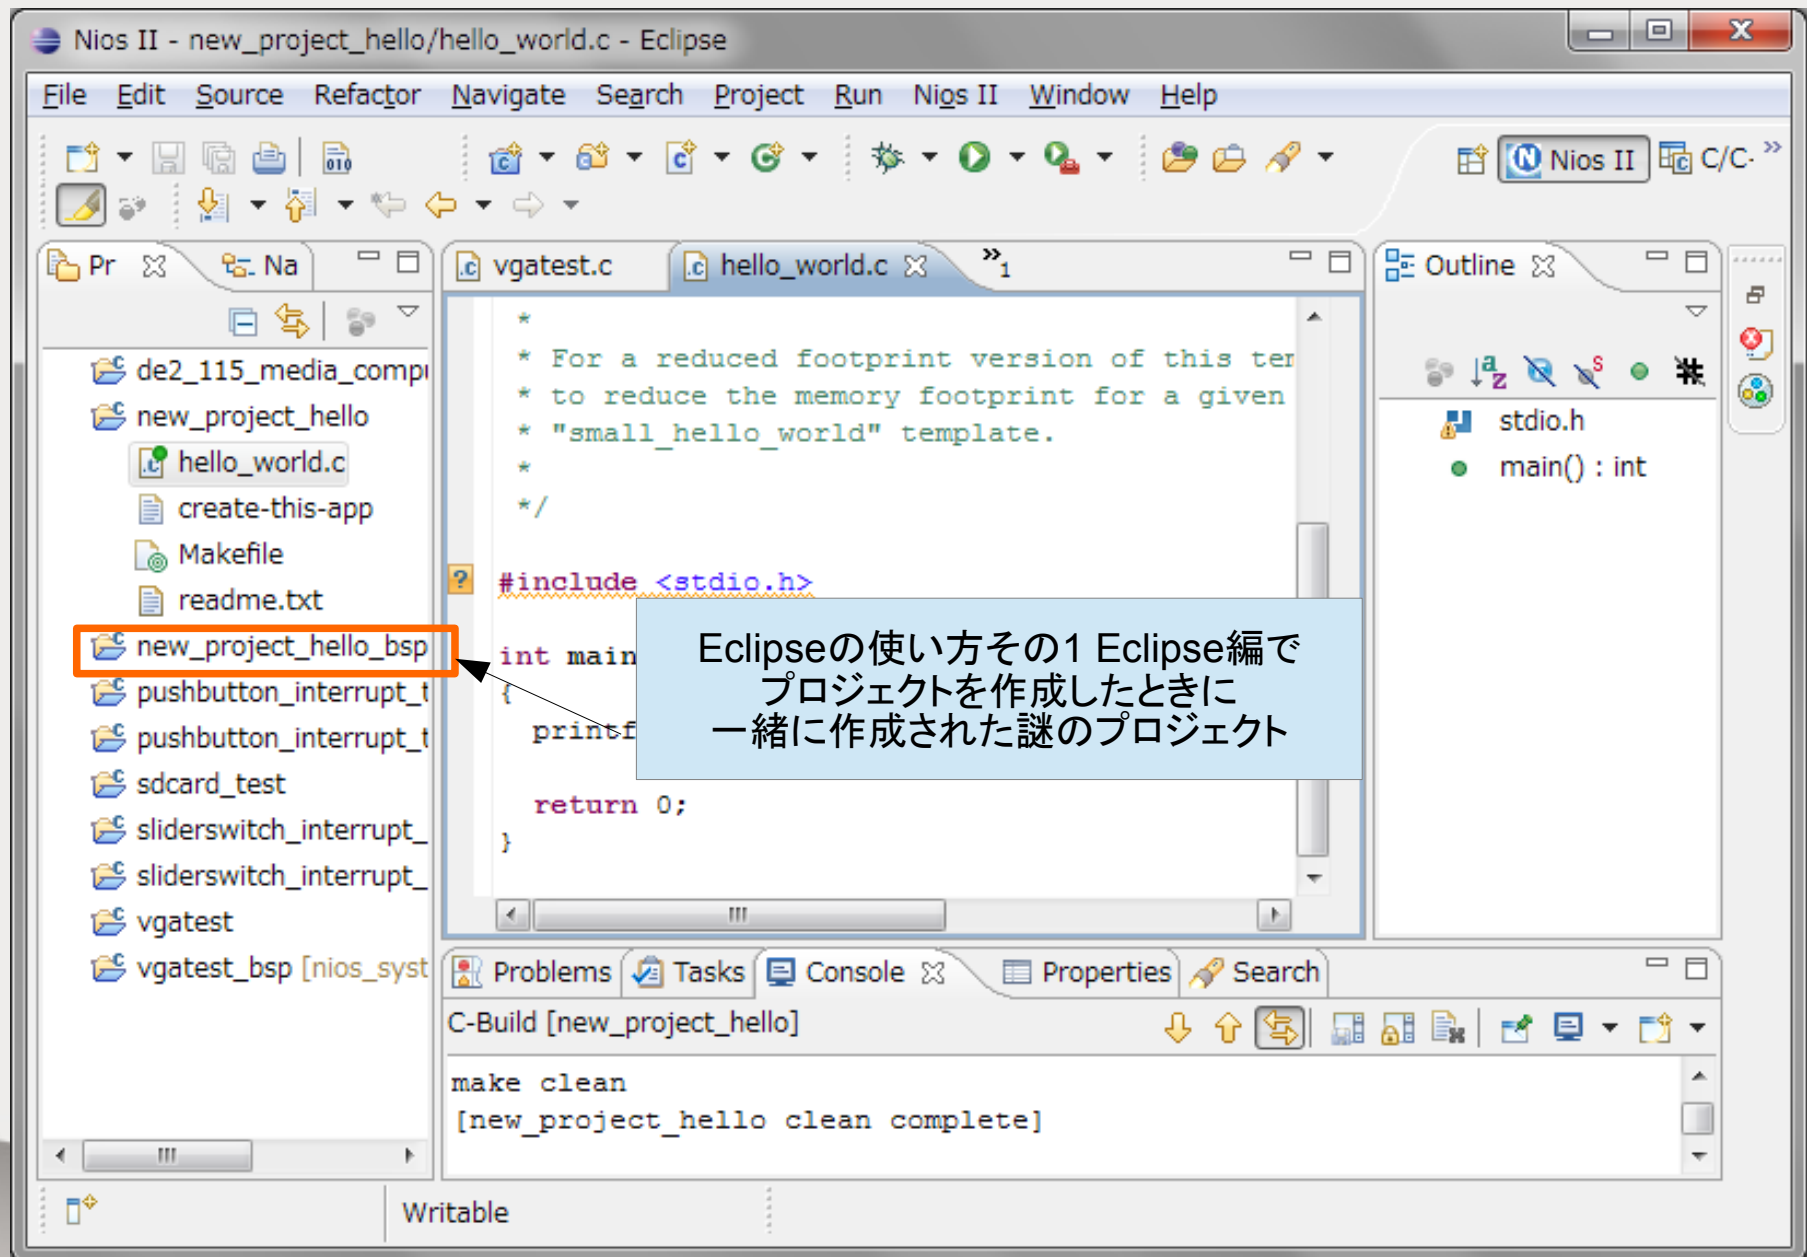 Nios II - new_project_hello/hello_world.c - Eclipse
File Edit Source Refactor Navigate Search Project Run Nios II Window Help
Nios II C/C-
Pr Na
vgatest.c hello_world.c »1
Outline
de2_115_media_comp
new_project_hello
hello_world.c
create-this-app
Makefile
readme.txt
new_project_hello_bsp
pushbutton_interrupt_t
pushbutton_interrupt_t
sdcard_test
sliderswitch_interrupt_
sliderswitch_interrupt_
vgatest
vgatest_bsp [nios_syst
*
* For a reduced footprint version of this tem
* to reduce the memory footprint for a given
* "small_hello_world" template.
*
*/
#include <stdio.h>
int main
{
printf
return 0;
}
Eclipseの使い方その1 Eclipse編で
プロジェクトを作成したときに
一緒に作成された謎のプロジェクト
stdio.h
main() : int
Problems Tasks Console Properties Search
C-Build [new_project_hello]
make clean
[new_project_hello clean complete]
Writable